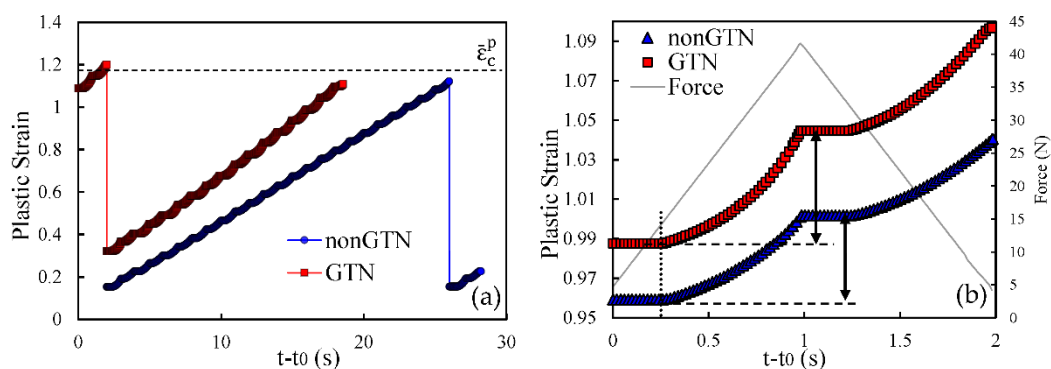 Plastic Strain
1.4
1.2
1
0.8
0.6
0.4
0.2
0
0
10
20
30
t-t0 (s)
ε̄cᵖ
nonGTN
GTN
(a)
Plastic Strain
1.09
1.07
1.05
1.03
1.01
0.99
0.97
0.95
0
0.5
1
1.5
2
t-t0 (s)
nonGTN
GTN
Force
45
40
35
30
25
20
15
10
5
0
Force (N)
(b)